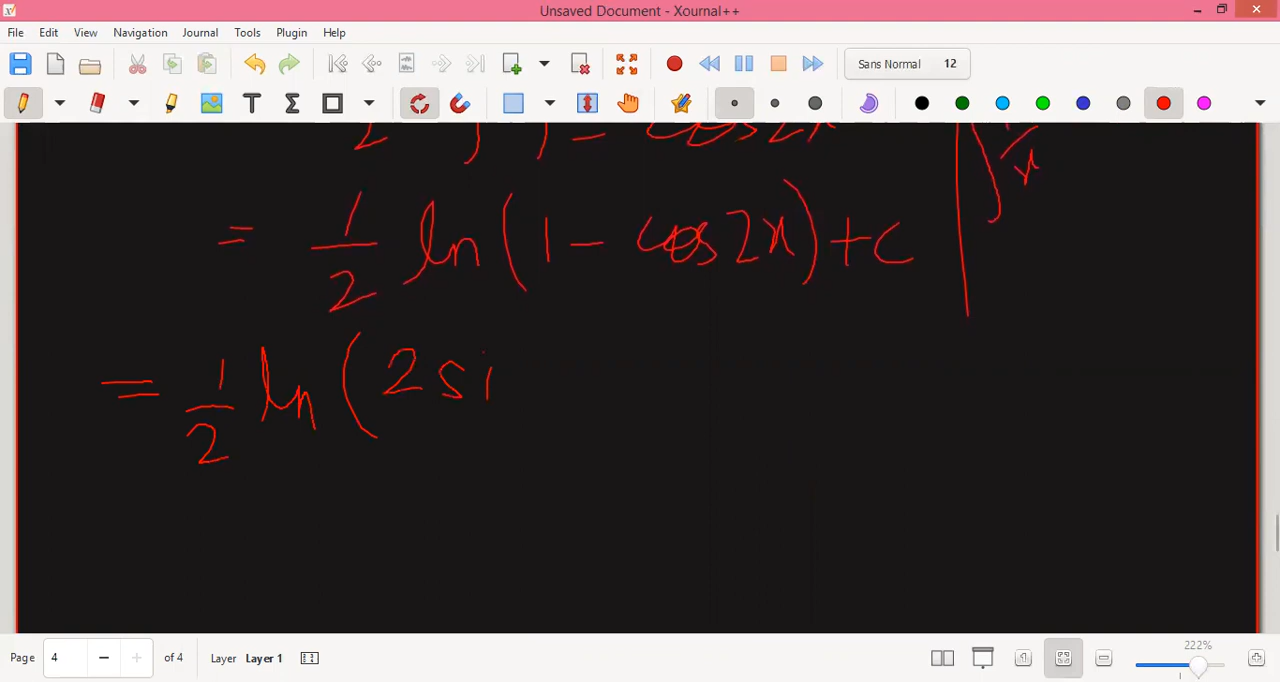 Unsaved Document - Xournal++
File Edit View Navigation Journal Tools Plugin Help
Sans Normal 12
= 1/2 ln(1 - cos2x) + c
= 1/2 ln(2si
Page 4 of 4 Layer Layer 1 222%